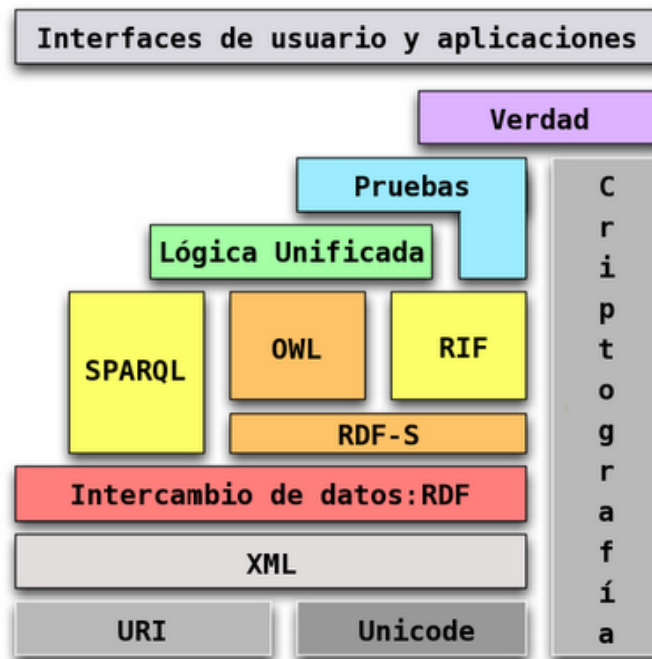 Interfaces de usuario y aplicaciones
Verdad
Pruebas
Lógica Unificada
SPARQL
OWL
RIF
RDF-S
Intercambio de datos:RDF
XML
URI
Unicode
Criptografía